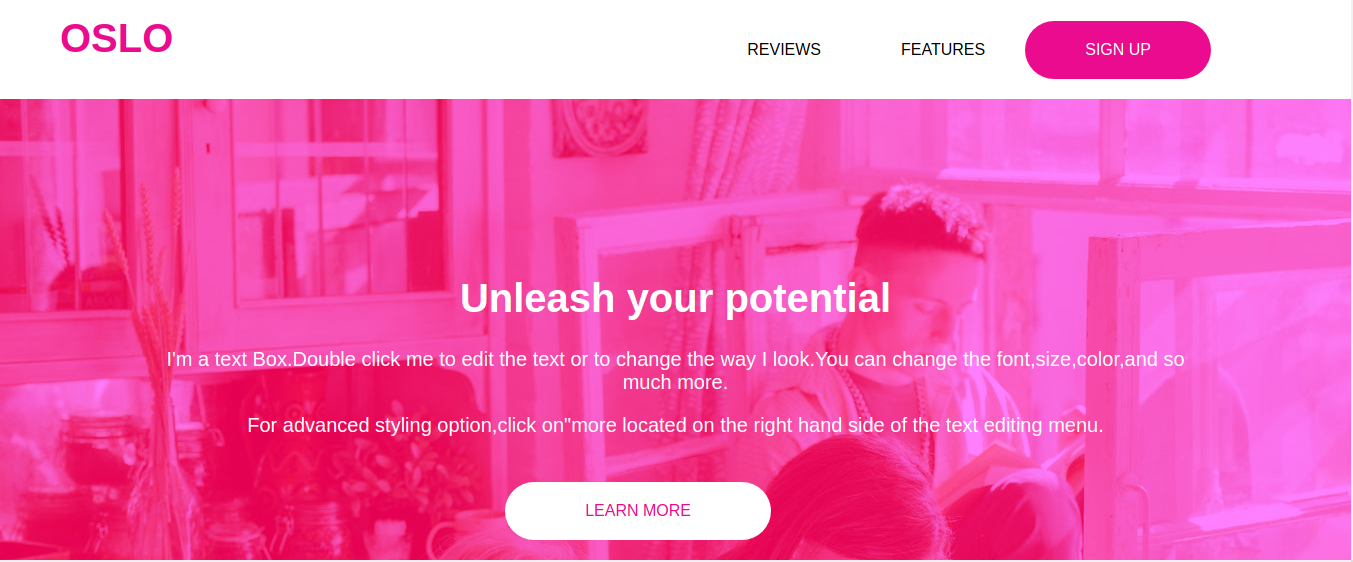 OSLO
REVIEWS
FEATURES
SIGN UP
Unleash your potential
I'm a text Box.Double click me to edit the text or to change the way I look.You can change the font,size,color,and so
much more.
For advanced styling option,click on"more located on the right hand side of the text editing menu.
LEARN MORE